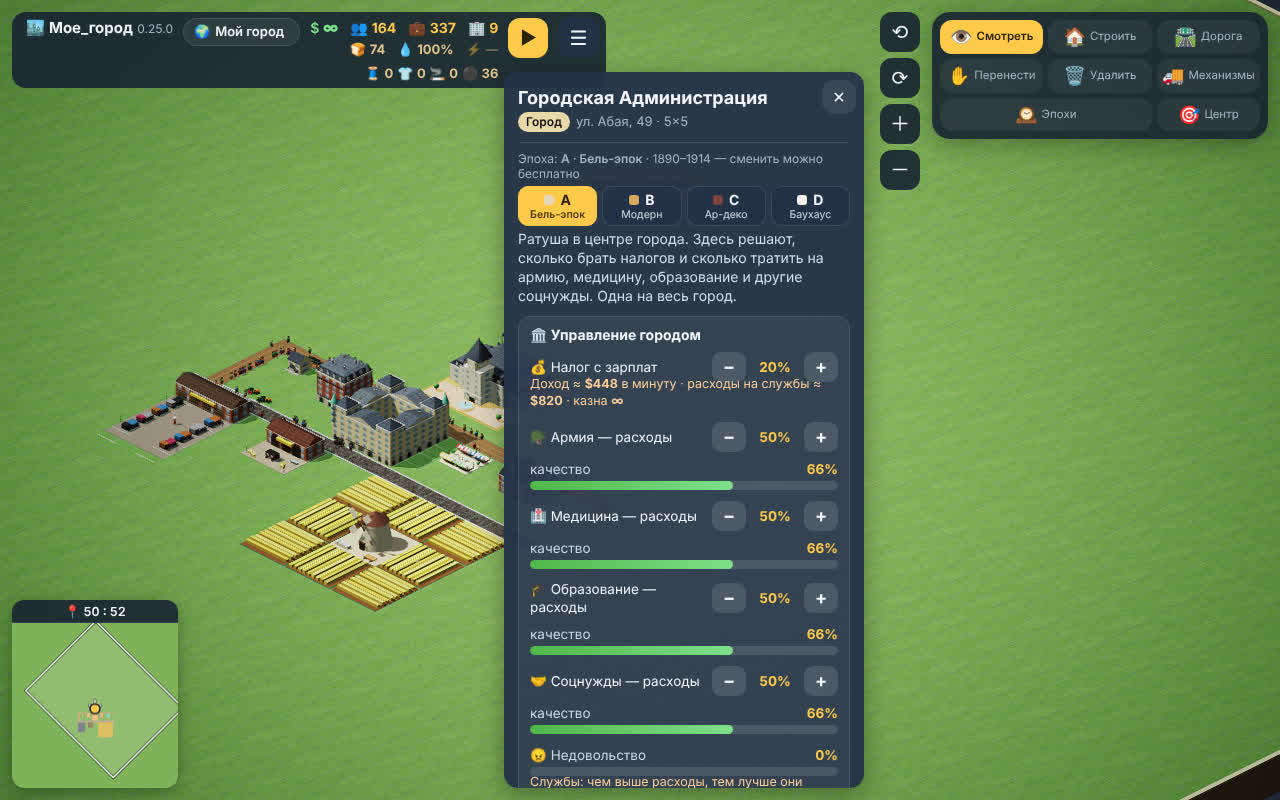 Мое_город 0.25.0
Мой город
$ ∞
164 337 9
74 100% —
0 0 0 36
Смотреть
Строить
Дорога
Перенести
Удалить
Механизмы
Эпохи
Центр
Городская Администрация
Город ул. Абая, 49 · 5×5
Эпоха: A · Бель-эпок · 1890–1914 — сменить можно
бесплатно
A
Бель-эпок
B
Модерн
C
Ар-деко
D
Баухаус
Ратуша в центре города. Здесь решают,
сколько брать налогов и сколько тратить на
армию, медицину, образование и другие
соцнужды. Одна на весь город.
Управление городом
Налог с зарплат − 20% +
Доход ≈ $448 в минуту · расходы на службы ≈
$820 · казна ∞
Армия — расходы − 50% +
качество 66%
Медицина — расходы − 50% +
качество 66%
Образование —
расходы − 50% +
качество 66%
Соцнужды — расходы − 50% +
качество 66%
Недовольство 0%
Службы: чем выше расходы, тем лучше они
50 : 52